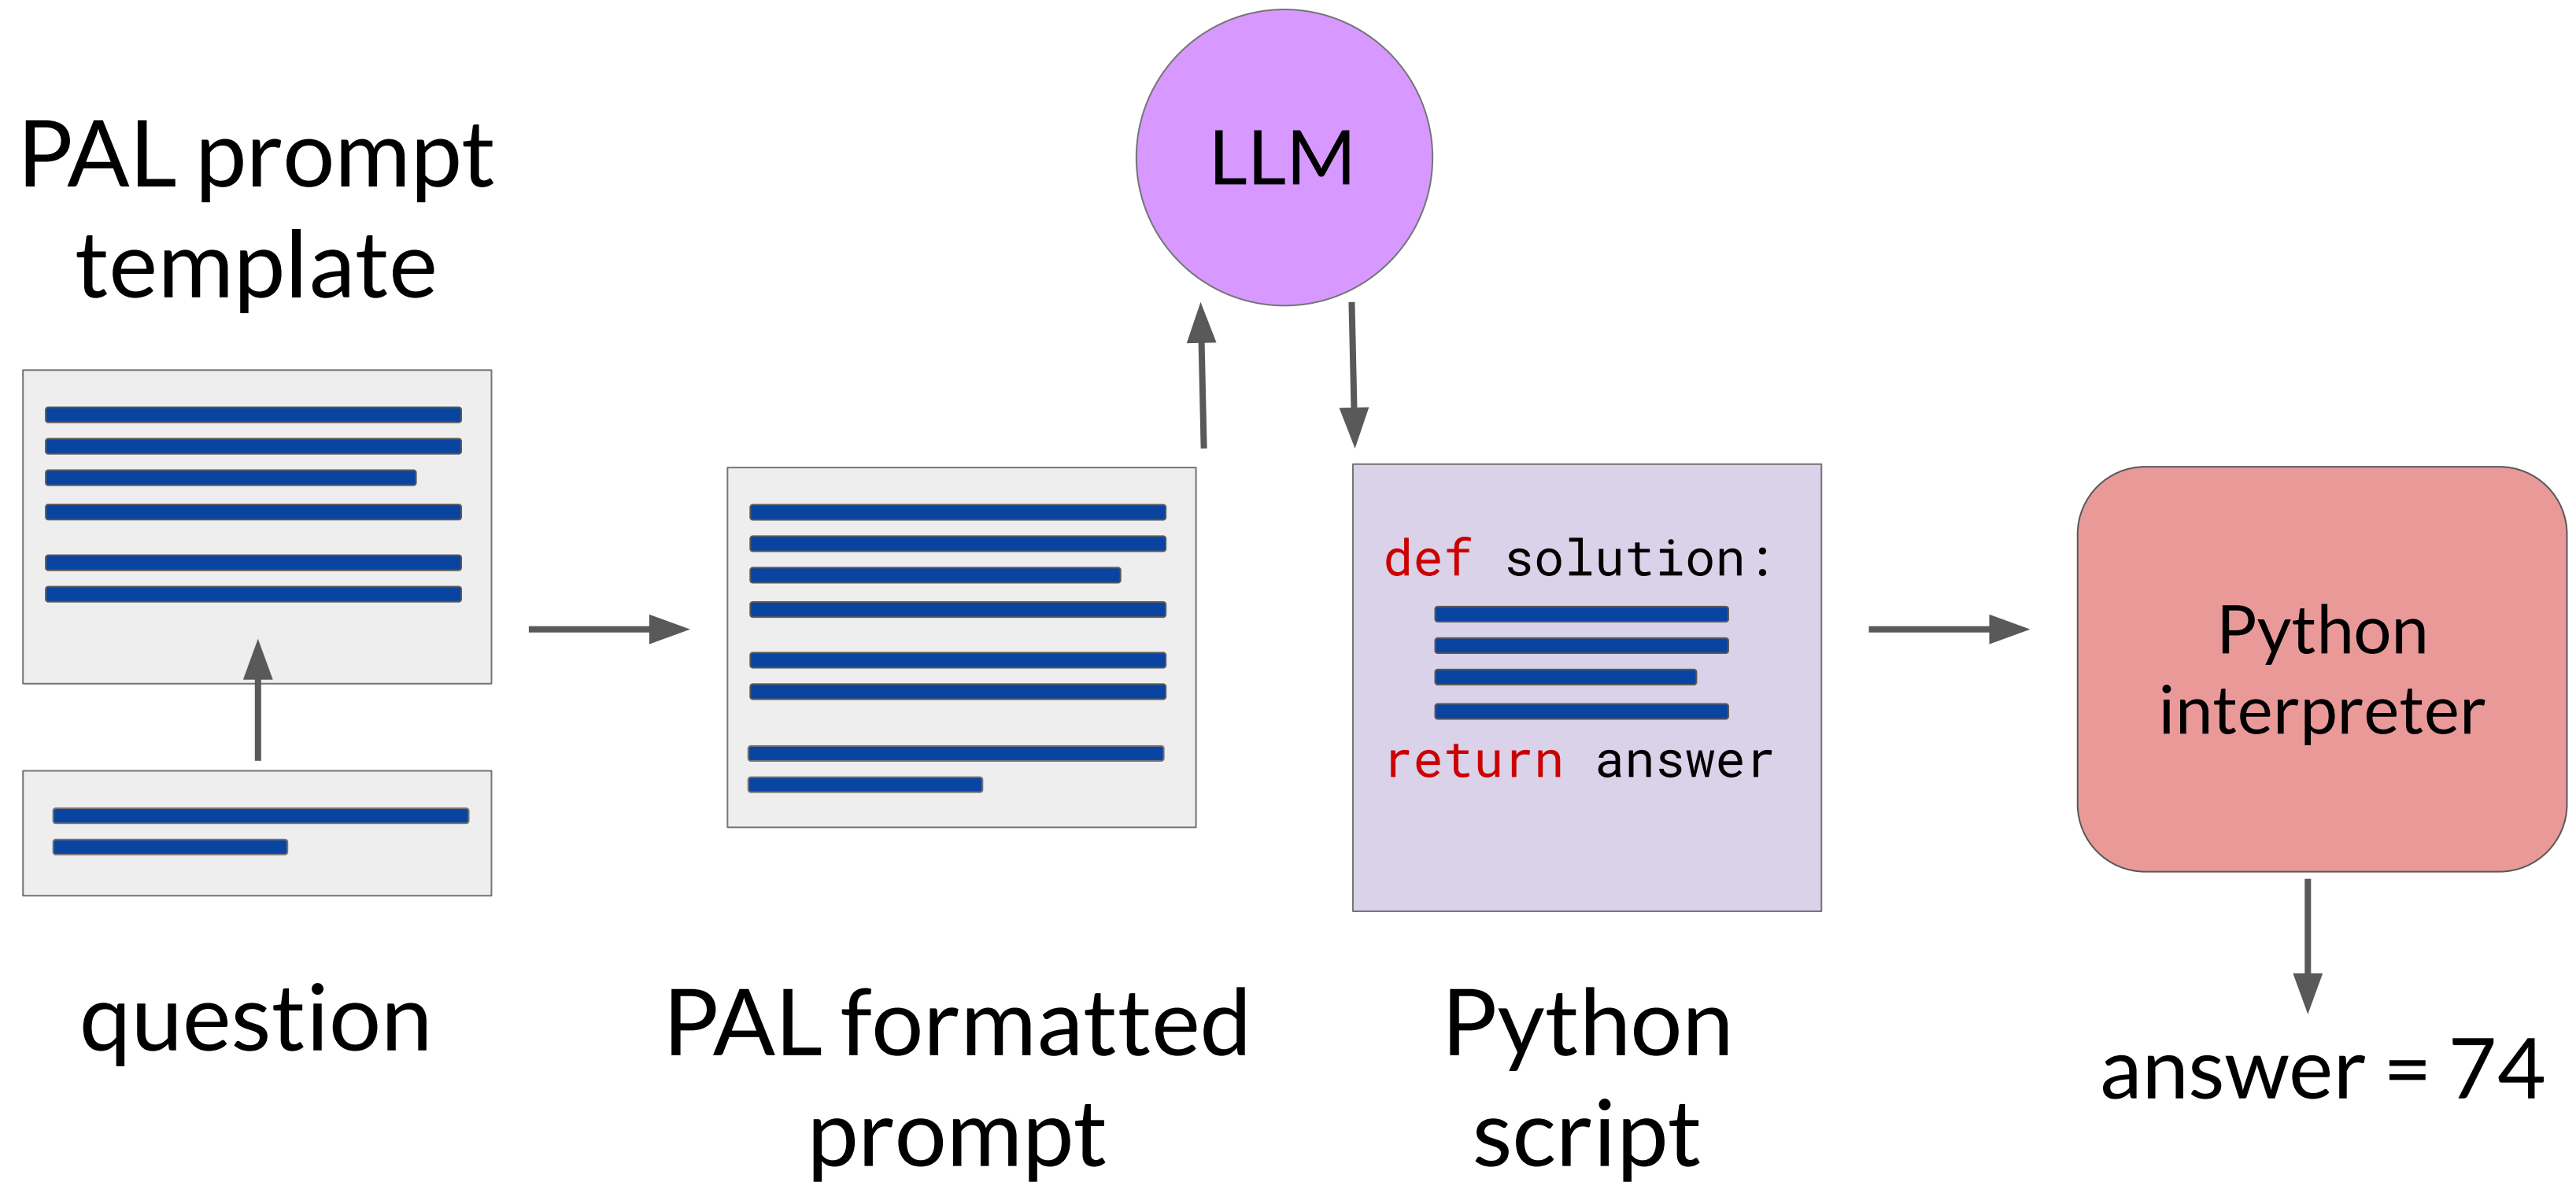 PAL prompt
template
question
PAL formatted
prompt
LLM
def solution:
return answer
Python
script
Python
interpreter
answer = 74